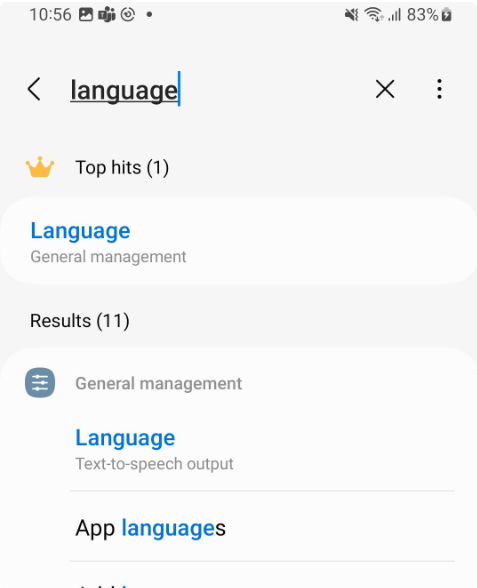 10:56 83%
language
Top hits (1)
Language
General management
Results (11)
General management
Language
Text-to-speech output
App languages